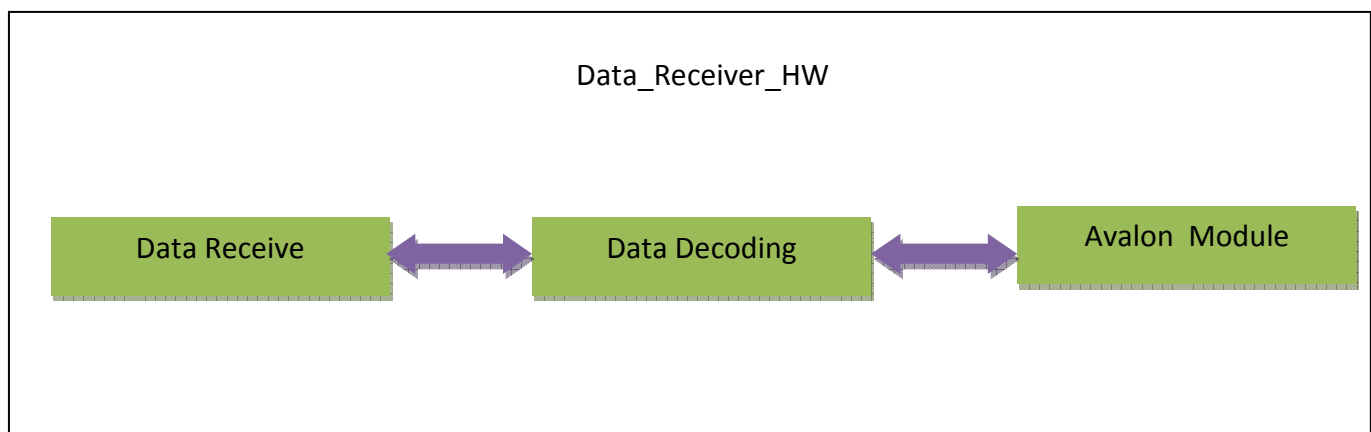 Data_Receiver_HW
Data Receive
Data Decoding
Avalon Module